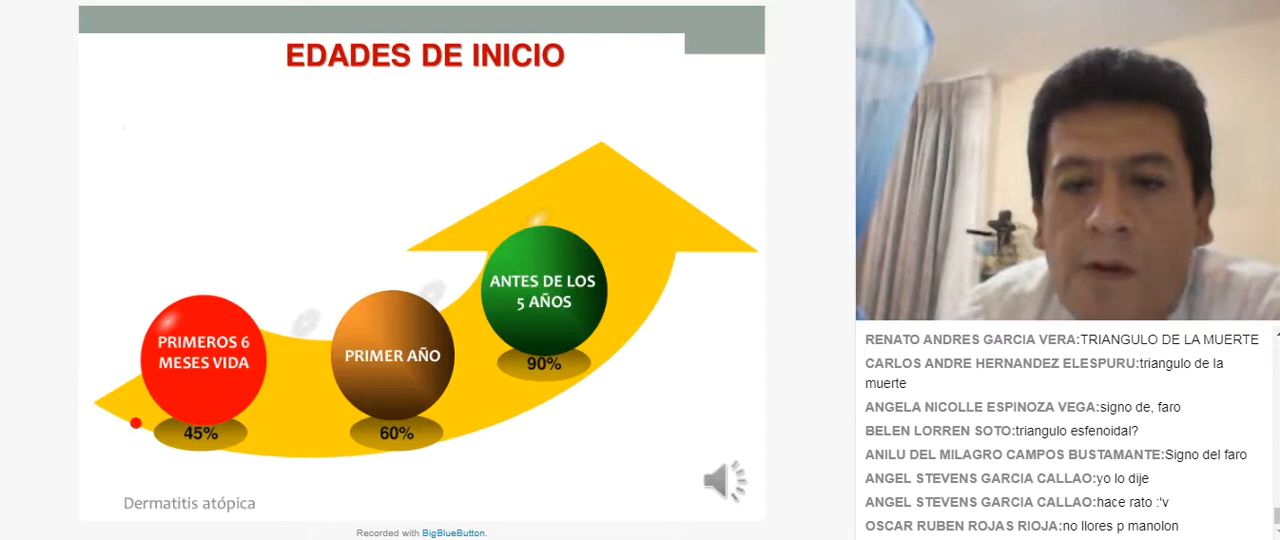 EDADES DE INICIO
PRIMEROS 6
MESES VIDA
45%
PRIMER AÑO
60%
ANTES DE LOS
5 AÑOS
90%
Dermatitis atópica
Recorded with BigBlueButton.
RENATO ANDRES GARCIA VERA:TRIANGULO DE LA MUERTE
CARLOS ANDRE HERNANDEZ ELESPURU:triangulo de la
muerte
ANGELA NICOLLE ESPINOZA VEGA:signo de, faro
BELEN LORREN SOTO:triangulo esfenoidal?
ANILU DEL MILAGRO CAMPOS BUSTAMANTE:Signo del faro
ANGEL STEVENS GARCIA CALLAO:yo lo dije
ANGEL STEVENS GARCIA CALLAO:hace rato :'v
OSCAR RUBEN ROJAS RIOJA:no llores p manolon